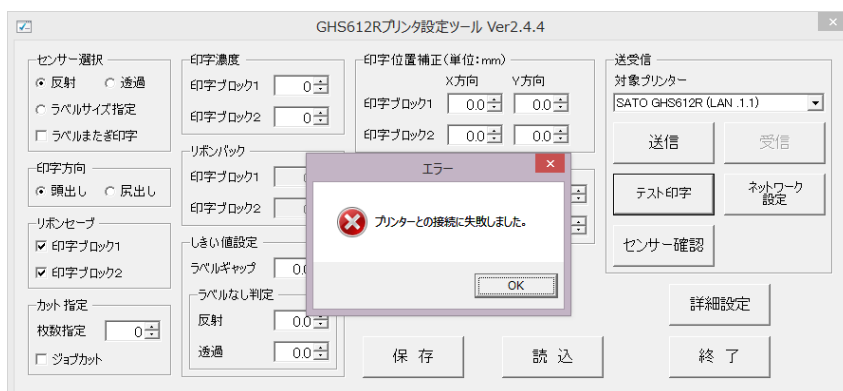 GHS612Rプリンタ設定ツール Ver2.4.4
センサー選択
反射 透過
ラベルサイズ指定
ラベルまたぎ印字
印字方向
頭出し 尻出し
リボンセーブ
印字ブロック1
印字ブロック2
カット指定
枚数指定 0
ジョブカット
印字濃度
印字ブロック1 0
印字ブロック2 0
リボンバック
印字ブロック1
印字ブロック2
しきい値設定
ラベルギャップ 0.0
ラベルなし判定
反射 0.0
透過 0.0
印字位置補正(単位:mm)
X方向 Y方向
印字ブロック1 0.0 0.0
印字ブロック2 0.0 0.0
エラー
プリンターとの接続に失敗しました。
OK
保 存
読 込
送受信
対象プリンター
SATO GHS612R (LAN .1.1)
送信 受信
テスト印字 ネットワーク
設定
センサー確認
詳細設定
終 了